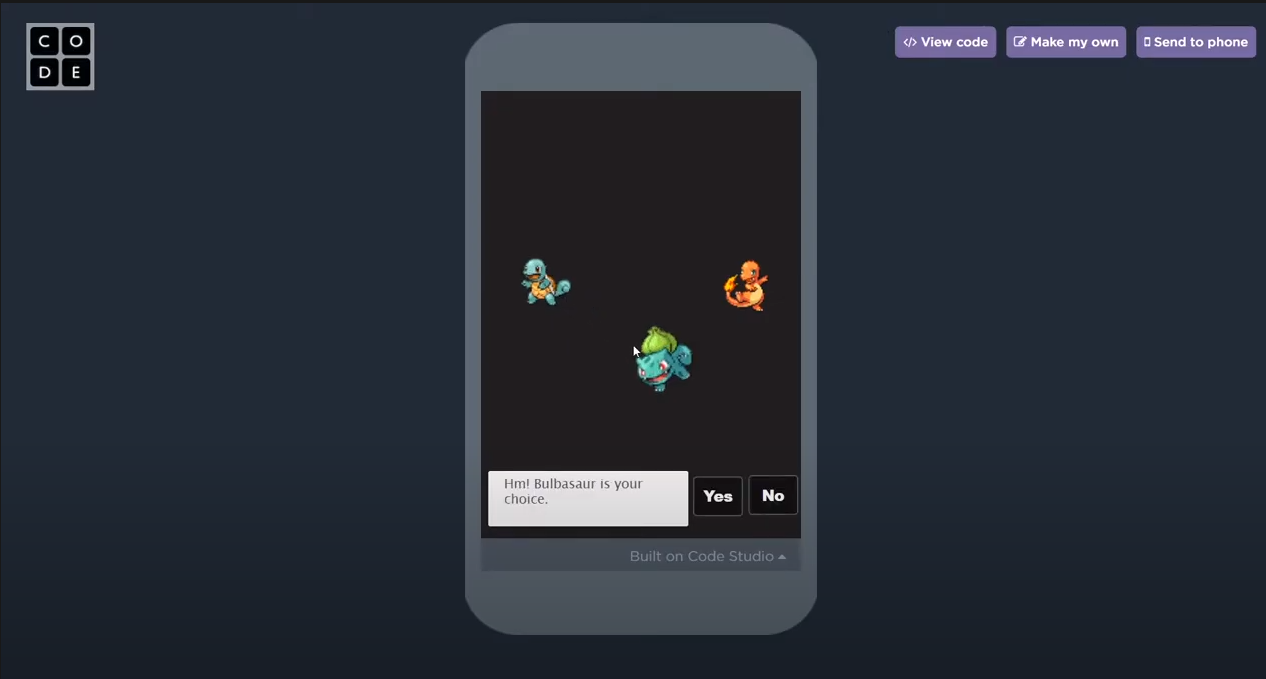 C O
D E
</> View code
Make my own
Send to phone
Hm! Bulbasaur is your
choice.
Yes
No
Built on Code Studio